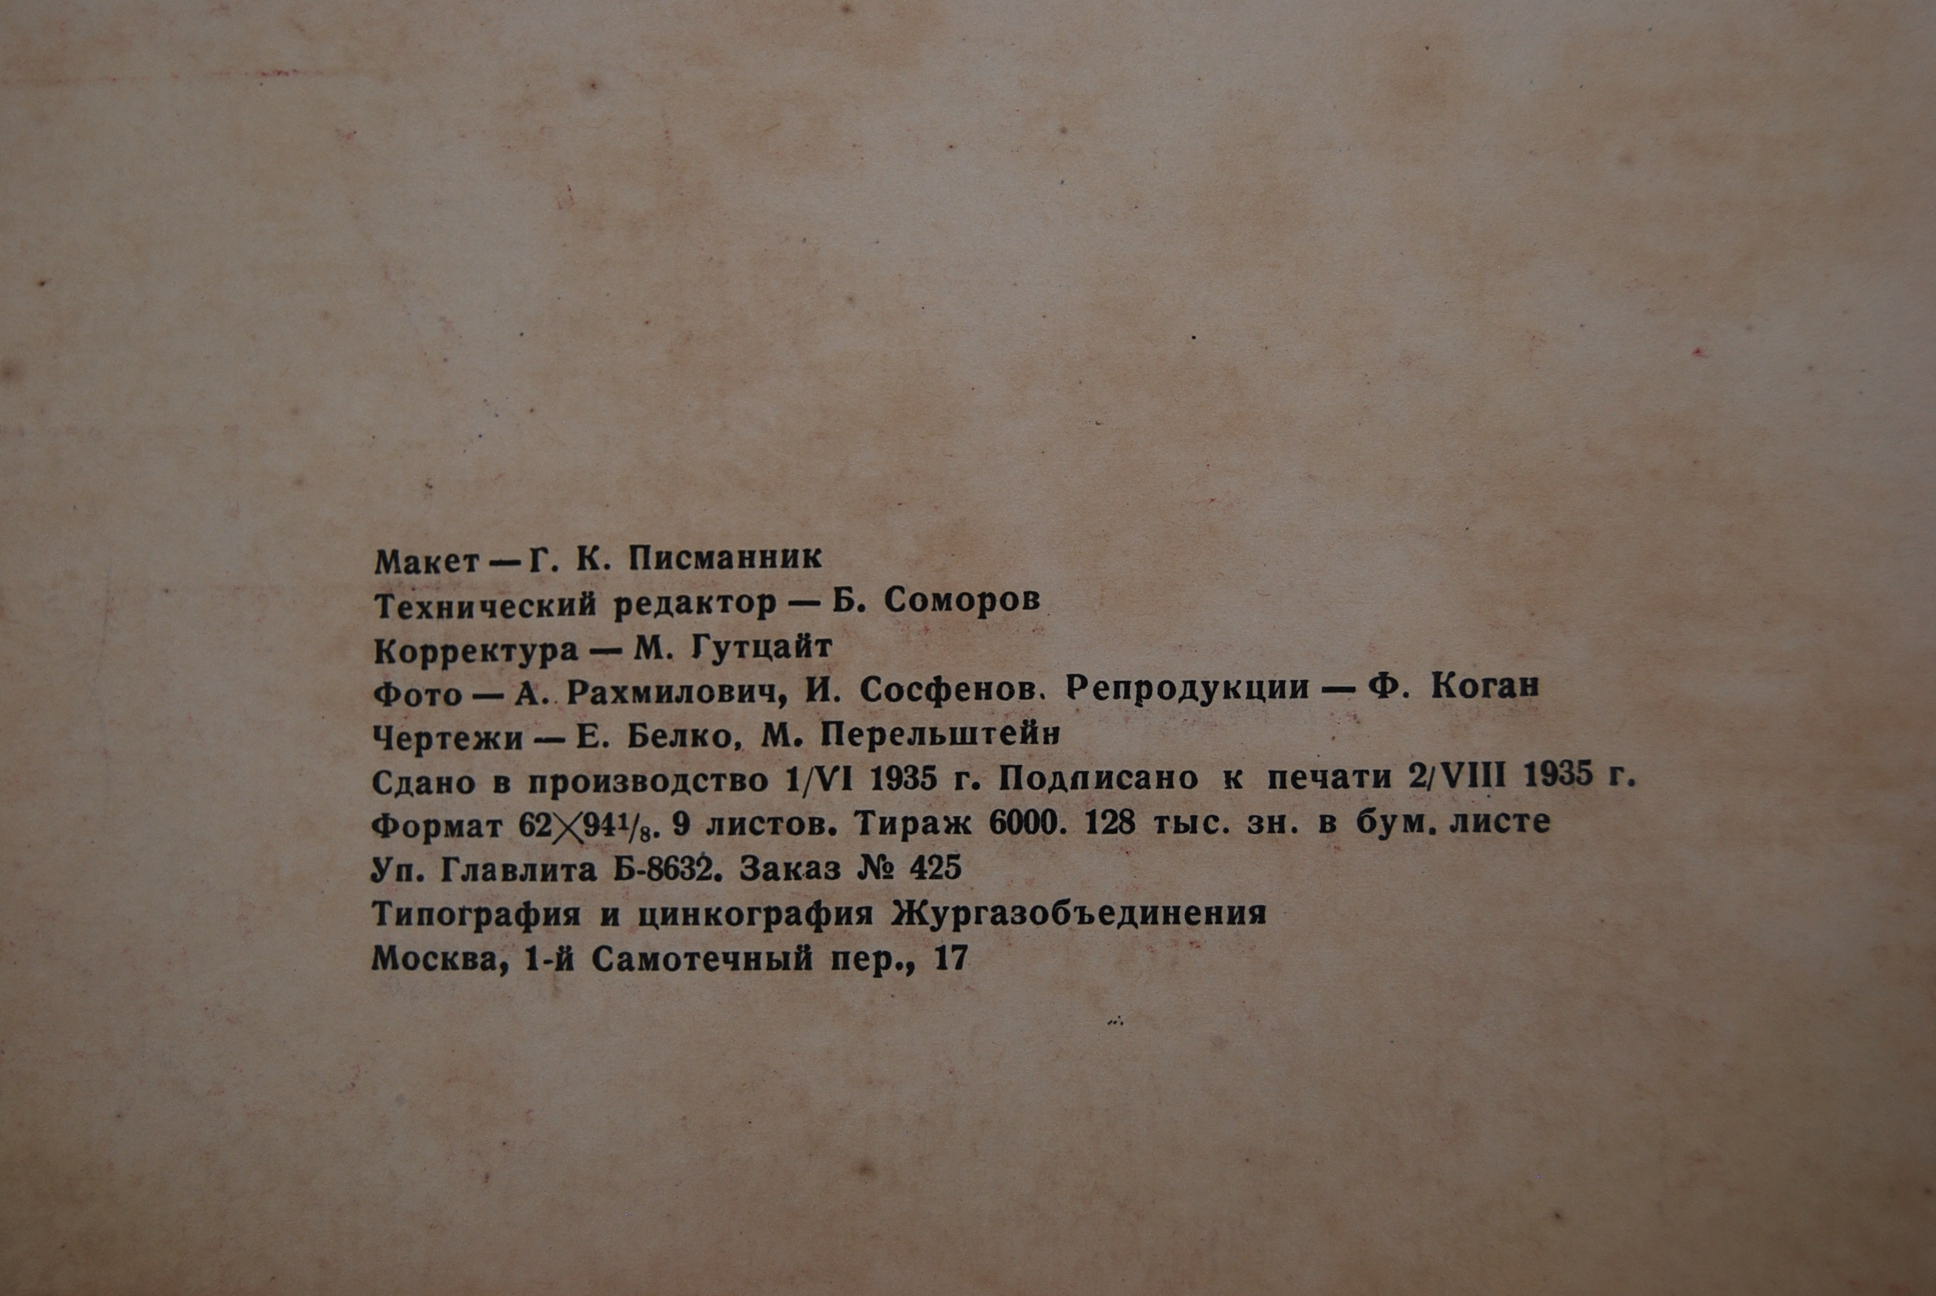 Макет — Г. К. Писманник
Технический редактор — Б. Соморов
Корректура — М. Гутцайт
Фото — А. Рахмилович, И. Сосфенов. Репродукции — Ф. Коган
Чертежи — Е. Белко, М. Перельштейн
Сдано в производство 1/VI 1935 г. Подписано к печати 2/VIII 1935 г.
Формат 62×94¹/₈. 9 листов. Тираж 6000. 128 тыс. зн. в бум. листе
Уп. Главлита Б-8632. Заказ № 425
Типография и цинкография Жургазобъединения
Москва, 1-й Самотечный пер., 17